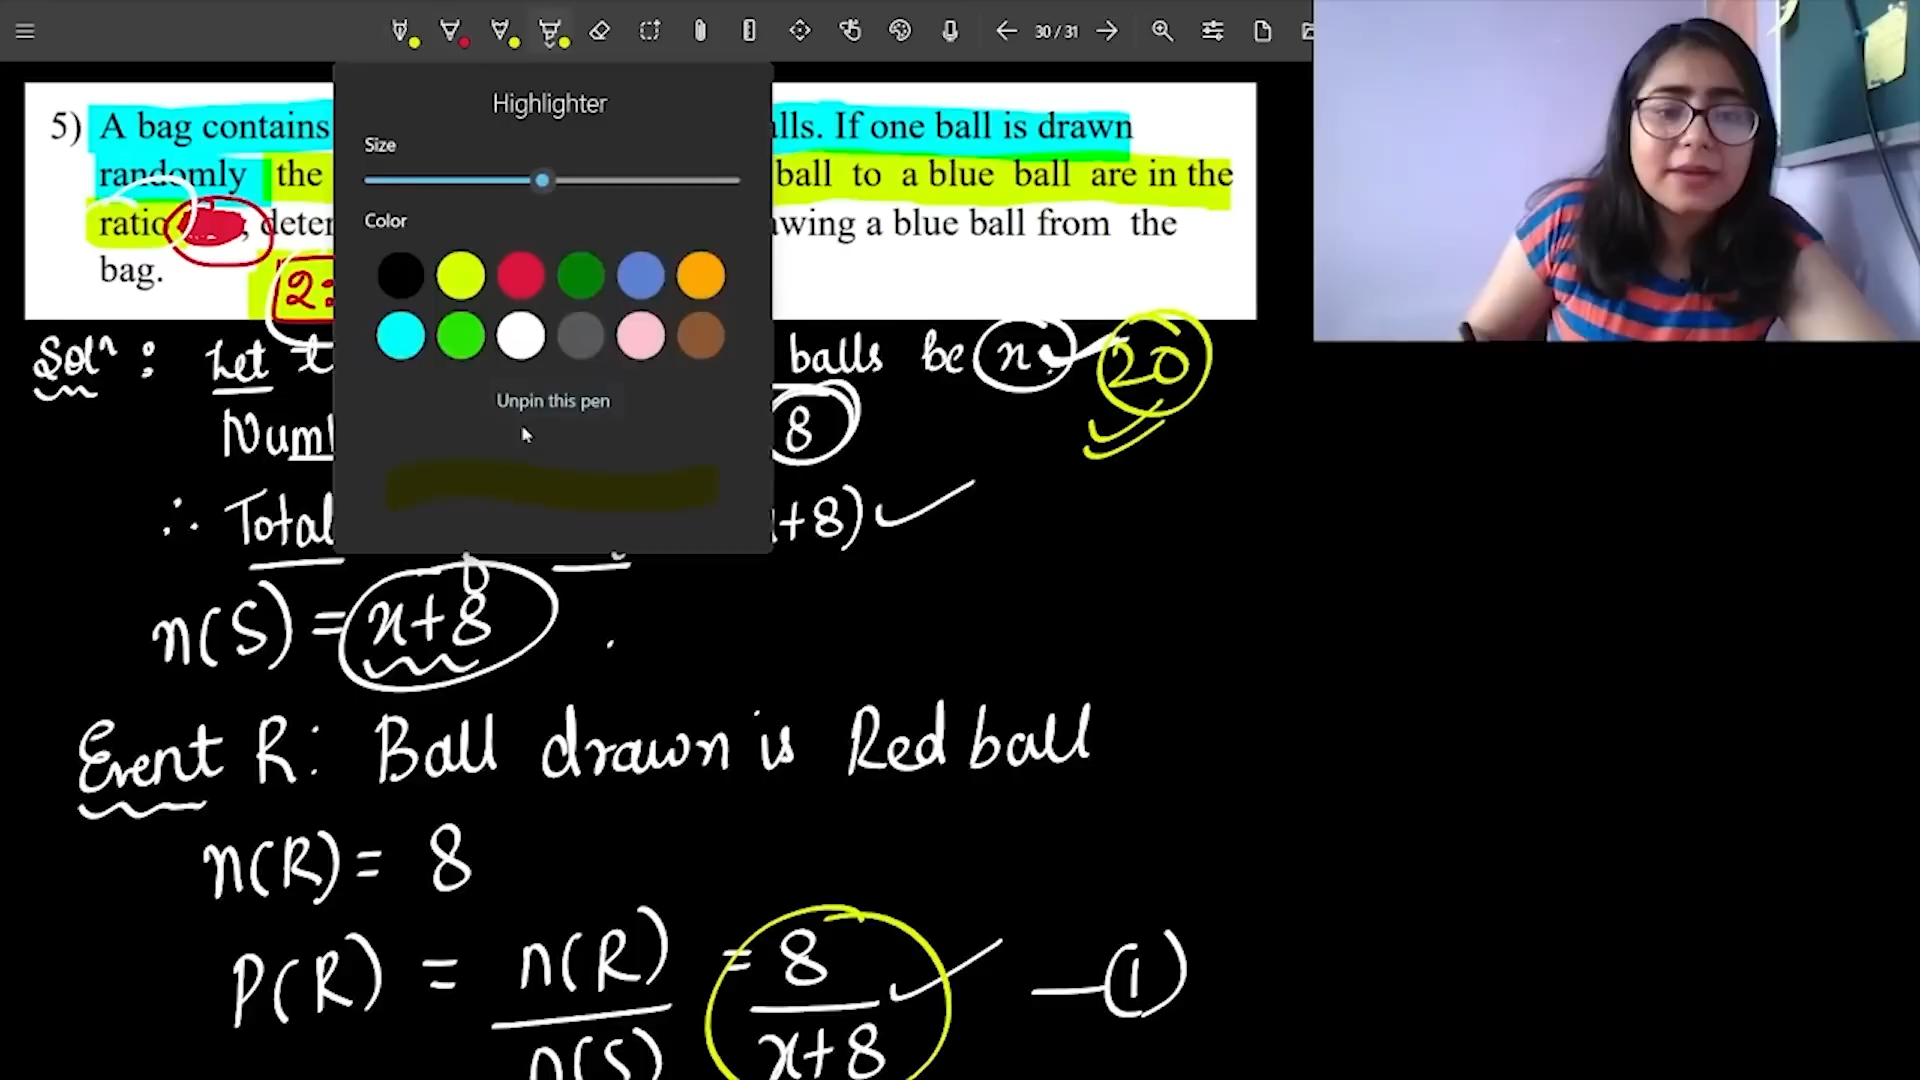 30 / 31
Highlighter
Size
Color
Unpin this pen
5) A bag contains lls. If one ball is drawn
randomly the ball to a blue ball are in the
ratio , deter wing a blue ball from the
bag.
2:
Solⁿ : Let t balls be x. 20
Num 8
∴ Total +8)
n(S) = x+8
Event R: Ball drawn is Red ball
n(R) = 8
P(R) = n(R) = 8 —(1)
n(S) x+8